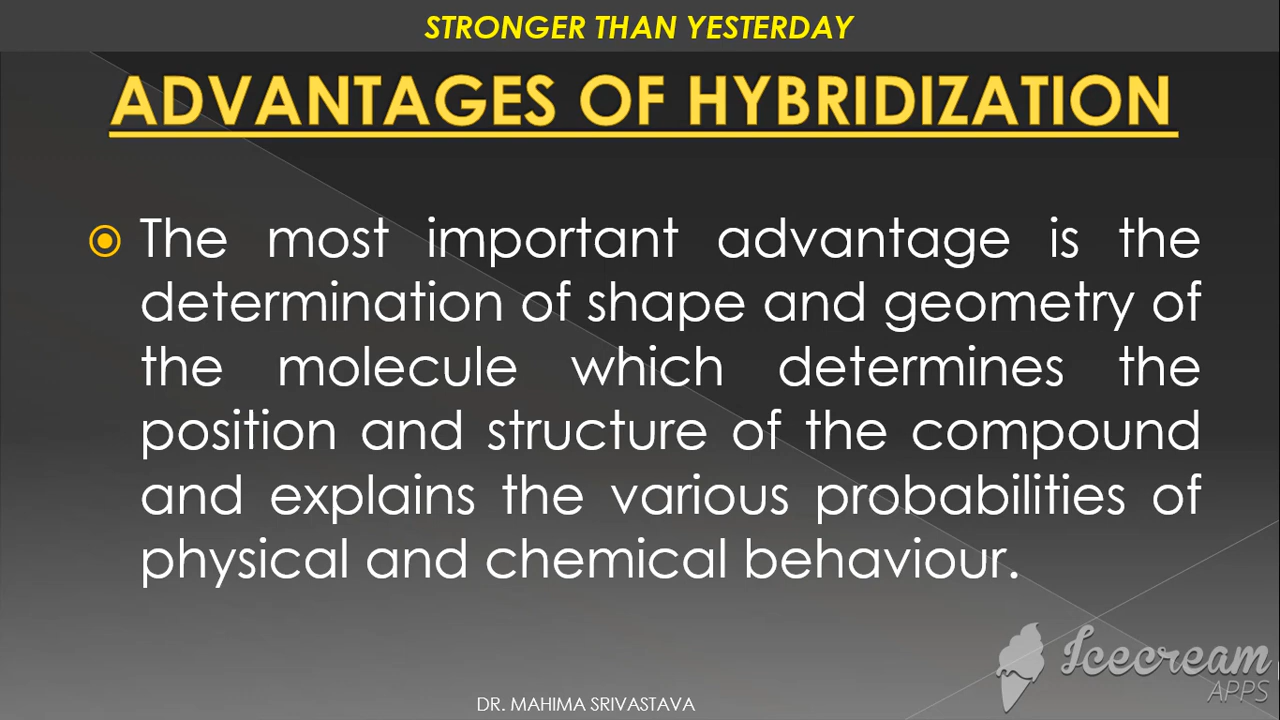 STRONGER THAN YESTERDAY
ADVANTAGES OF HYBRIDIZATION
The most important advantage is the
determination of shape and geometry of
the molecule which determines the
position and structure of the compound
and explains the various probabilities of
physical and chemical behaviour.
Icecream
APPS
DR. MAHIMA SRIVASTAVA